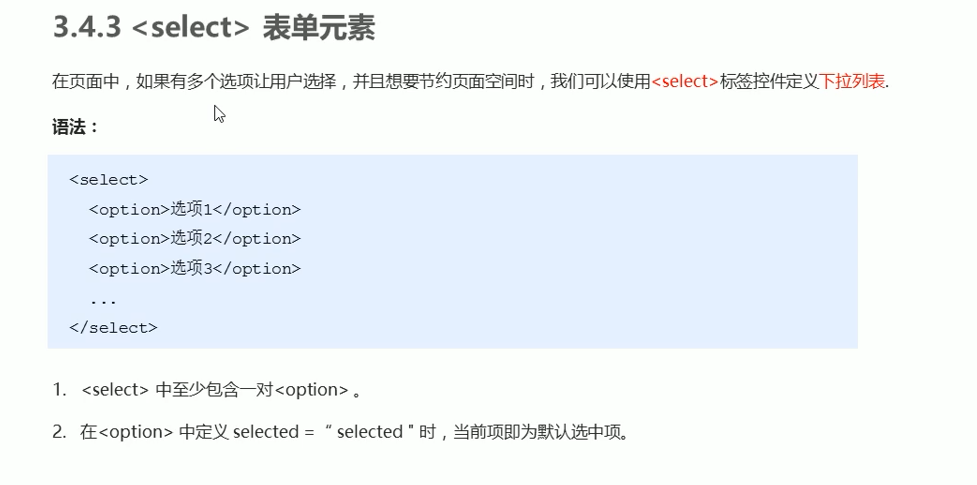 3.4.3 <select> 表单元素
在页面中，如果有多个选项让用户选择，并且想要节约页面空间时，我们可以使用<select>标签控件定义下拉列表.
语法：
<select>
<option>选项1</option>
<option>选项2</option>
<option>选项3</option>
...
</select>
1. <select> 中至少包含一对<option> 。
2. 在<option> 中定义 selected = “ selected " 时，当前项即为默认选中项。